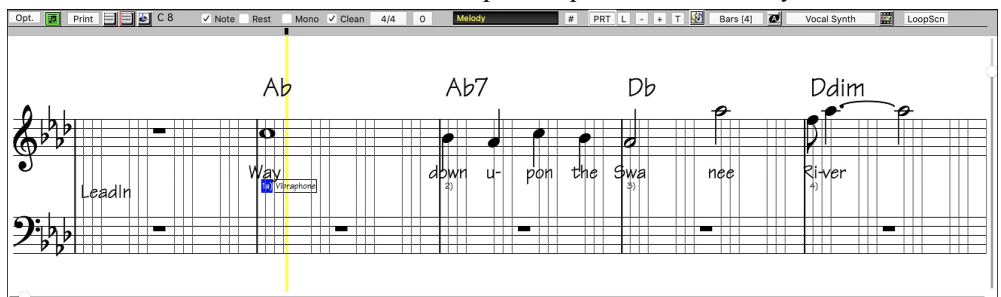 Opt. Print C 8 Note Rest Mono Clean 4/4 0 Melody # PRT L - + T Bars [4] Vocal Synth LoopScn
Ab Ab7 Db Ddim
Way down u- pon the Swa nee Ri-ver
1a) Vibraphone 2) 3) 4)
LeadIn